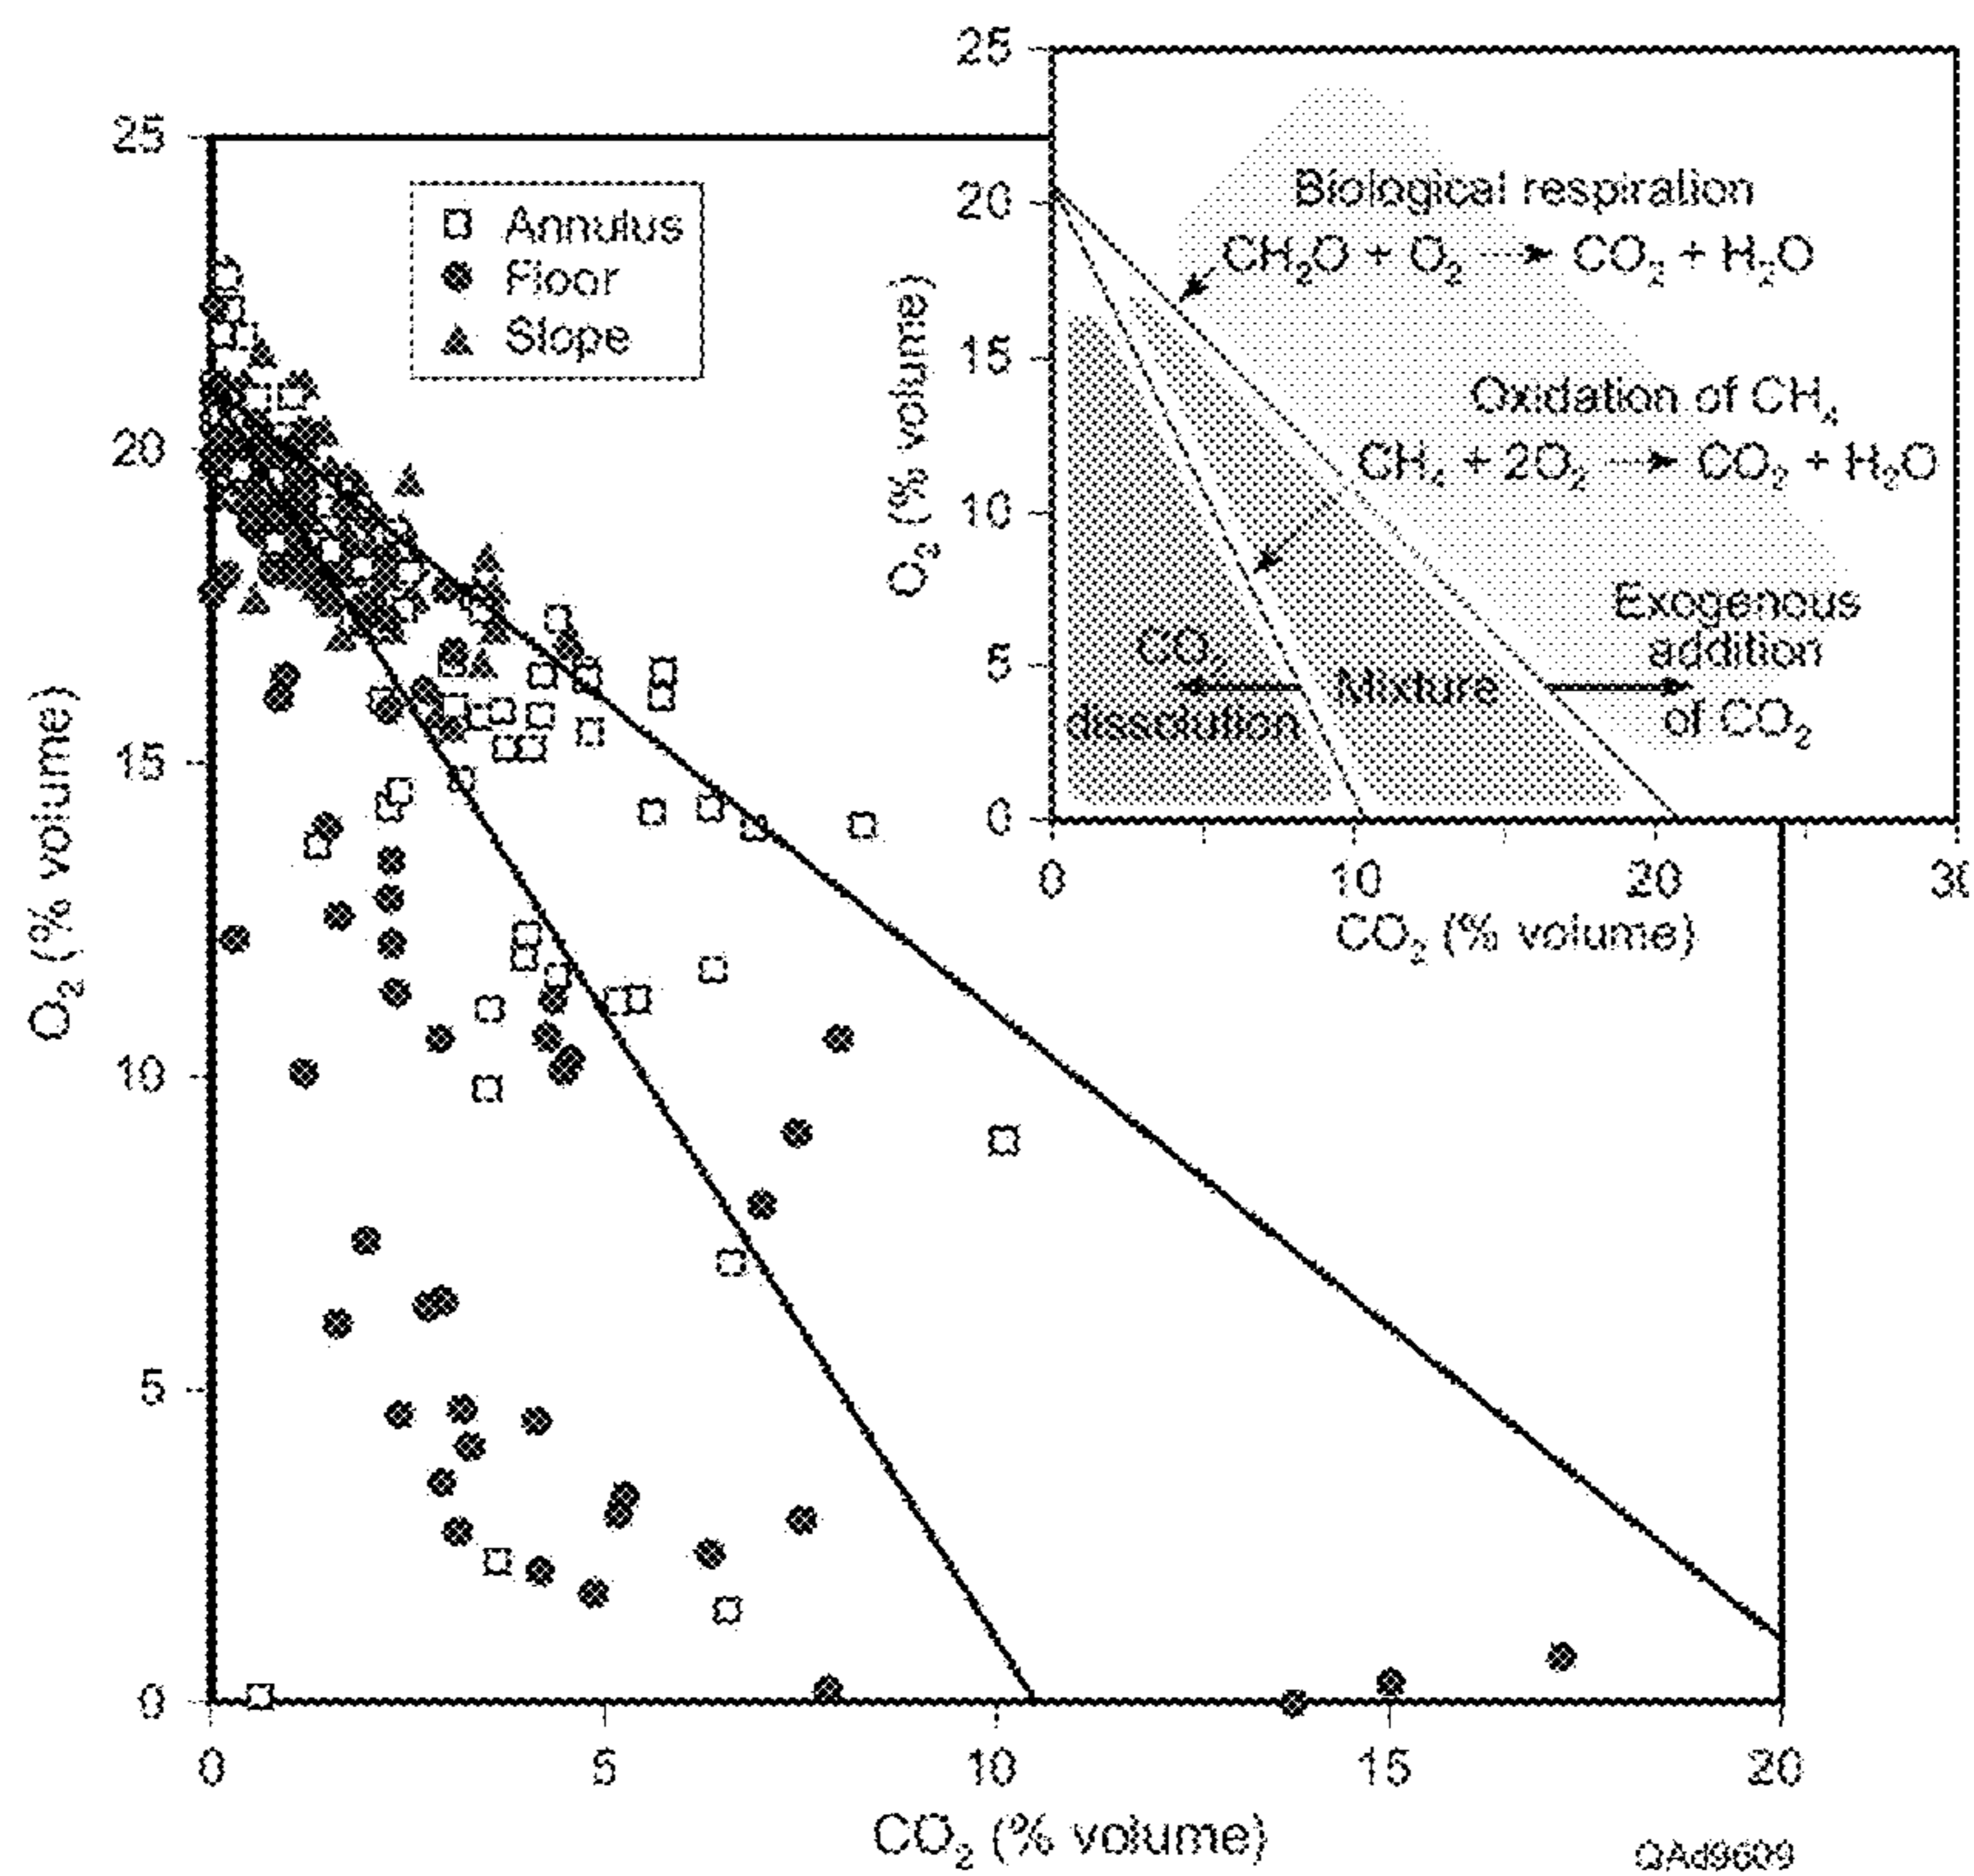 25
20
15
10
5
0
O₂ (% volume)
Annulus
Floor
Slope
0
5
10
15
20
CO₂ (% volume)
QAd9609
25
20
15
10
5
0
O₂ (% volume)
Biological respiration
CH₂O + O₂ → CO₂ + H₂O
Oxidation of CH₄
CH₄ + 2O₂ → CO₂ + H₂O
Exogenous
addition
of CO₂
CO₂
dissolution
Mixture
0
10
20
CO₂ (% volume)